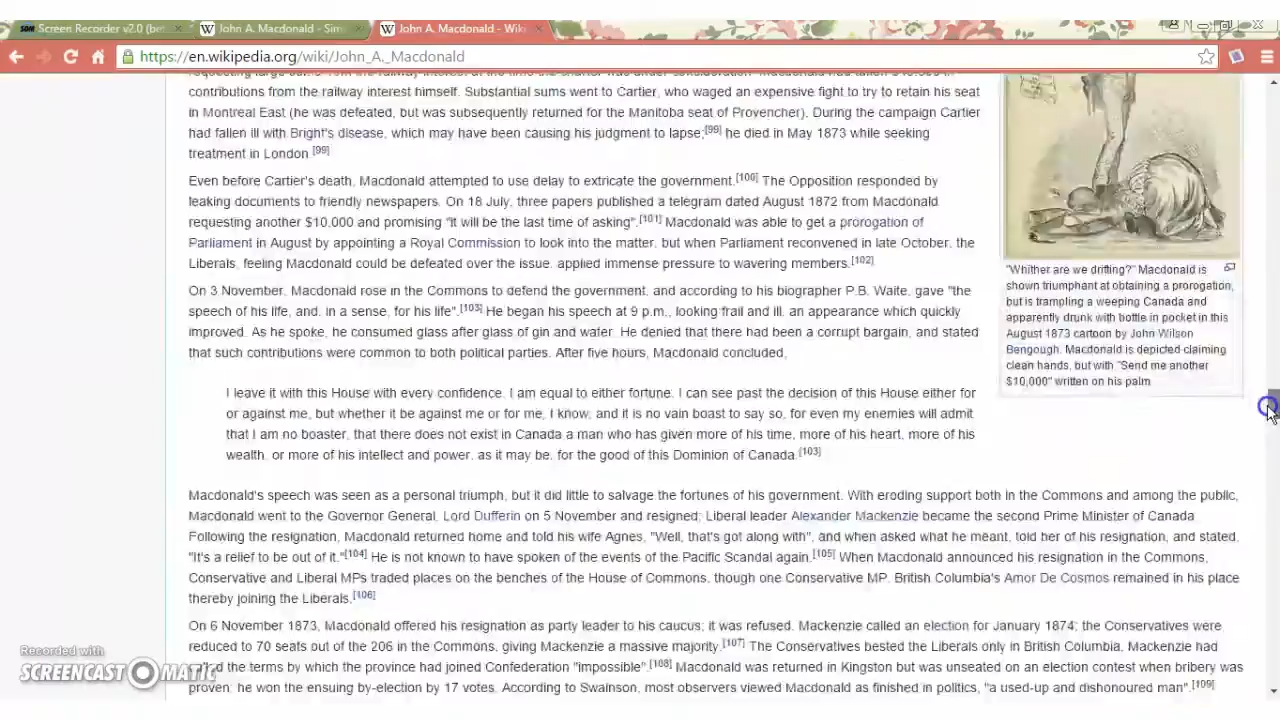 Screen Recorder v2.0 (be
John A. Macdonald - Sim
John A. Macdonald - Wik
https://en.wikipedia.org/wiki/John_A._Macdonald
contributions from the railway interest himself. Substantial sums went to Cartier, who waged an expensive fight to try to retain his seat
in Montreal East (he was defeated, but was subsequently returned for the Manitoba seat of Provencher). During the campaign Cartier
had fallen ill with Bright's disease, which may have been causing his judgment to lapse;[99] he died in May 1873 while seeking
treatment in London.[99]
Even before Cartier's death, Macdonald attempted to use delay to extricate the government.[100] The Opposition responded by
leaking documents to friendly newspapers. On 18 July, three papers published a telegram dated August 1872 from Macdonald
requesting another $10,000 and promising "it will be the last time of asking".[101] Macdonald was able to get a prorogation of
Parliament in August by appointing a Royal Commission to look into the matter, but when Parliament reconvened in late October, the
Liberals, feeling Macdonald could be defeated over the issue, applied immense pressure to wavering members.[102]
On 3 November, Macdonald rose in the Commons to defend the government, and according to his biographer P.B. Waite, gave "the
speech of his life, and, in a sense, for his life".[103] He began his speech at 9 p.m., looking frail and ill, an appearance which quickly
improved. As he spoke, he consumed glass after glass of gin and water. He denied that there had been a corrupt bargain, and stated
that such contributions were common to both political parties. After five hours, Macdonald concluded,
I leave it with this House with every confidence. I am equal to either fortune. I can see past the decision of this House either for
or against me, but whether it be against me or for me, I know, and it is no vain boast to say so, for even my enemies will admit
that I am no boaster, that there does not exist in Canada a man who has given more of his time, more of his heart, more of his
wealth, or more of his intellect and power, as it may be, for the good of this Dominion of Canada.[103]
"Whither are we drifting?" Macdonald is
shown triumphant at obtaining a prorogation,
but is trampling a weeping Canada and
apparently drunk with bottle in pocket in this
August 1873 cartoon by John Wilson
Bengough. Macdonald is depicted claiming
clean hands, but with "Send me another
$10,000" written on his palm
Macdonald's speech was seen as a personal triumph, but it did little to salvage the fortunes of his government. With eroding support both in the Commons and among the public,
Macdonald went to the Governor General, Lord Dufferin on 5 November and resigned; Liberal leader Alexander Mackenzie became the second Prime Minister of Canada
Following the resignation, Macdonald returned home and told his wife Agnes, "Well, that's got along with", and when asked what he meant, told her of his resignation, and stated,
"It's a relief to be out of it."[104] He is not known to have spoken of the events of the Pacific Scandal again.[105] When Macdonald announced his resignation in the Commons,
Conservative and Liberal MPs traded places on the benches of the House of Commons, though one Conservative MP, British Columbia's Amor De Cosmos remained in his place
thereby joining the Liberals.[106]
On 6 November 1873, Macdonald offered his resignation as party leader to his caucus; it was refused. Mackenzie called an election for January 1874; the Conservatives were
reduced to 70 seats out of the 206 in the Commons, giving Mackenzie a massive majority.[107] The Conservatives bested the Liberals only in British Columbia, Mackenzie had
the terms by which the province had joined Confederation "impossible".[108] Macdonald was returned in Kingston but was unseated on an election contest when bribery was
proven; he won the ensuing by-election by 17 votes. According to Swainson, most observers viewed Macdonald as finished in politics, "a used-up and dishonoured man".[109]
Recorded with
SCREENCAST MATIC